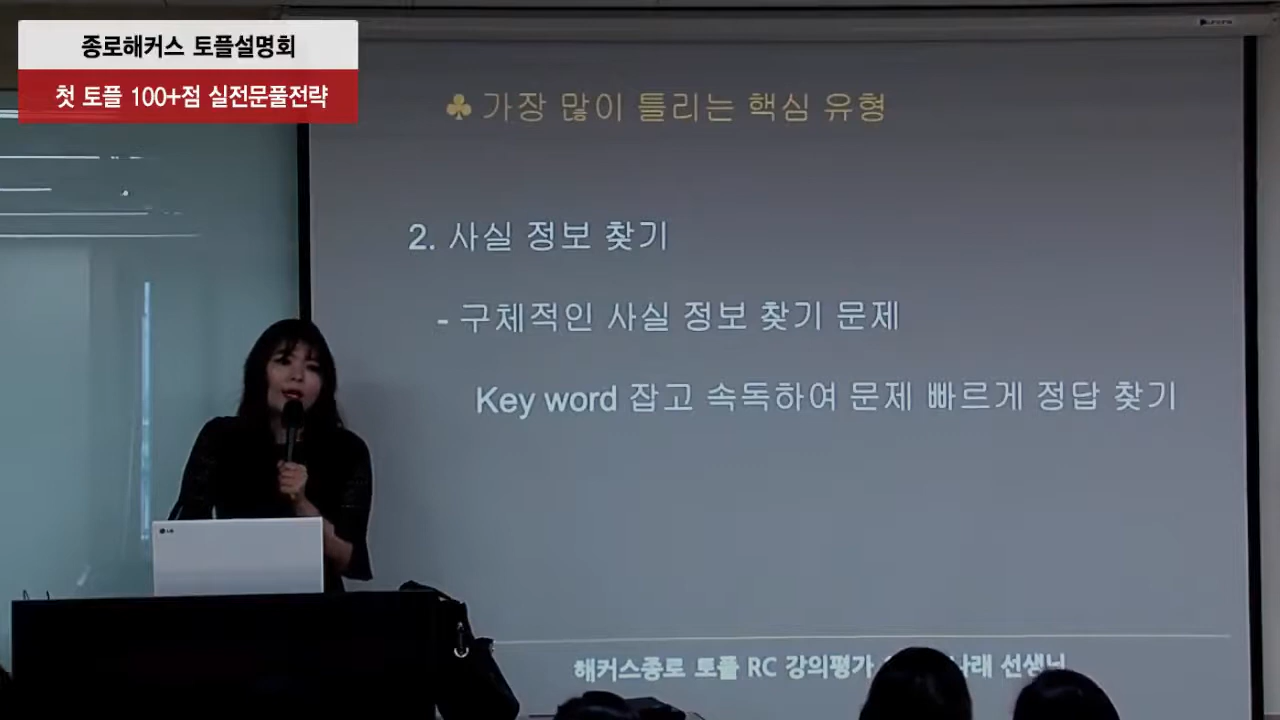 종로해커스 토플설명회
첫 토플 100+점 실전문풀전략
♣ 가장 많이 틀리는 핵심 유형
2. 사실 정보 찾기
- 구체적인 사실 정보 찾기 문제
Key word 잡고 속독하여 문제 빠르게 정답 찾기
LG
해커스종로 토플 RC 강의평가 선생님